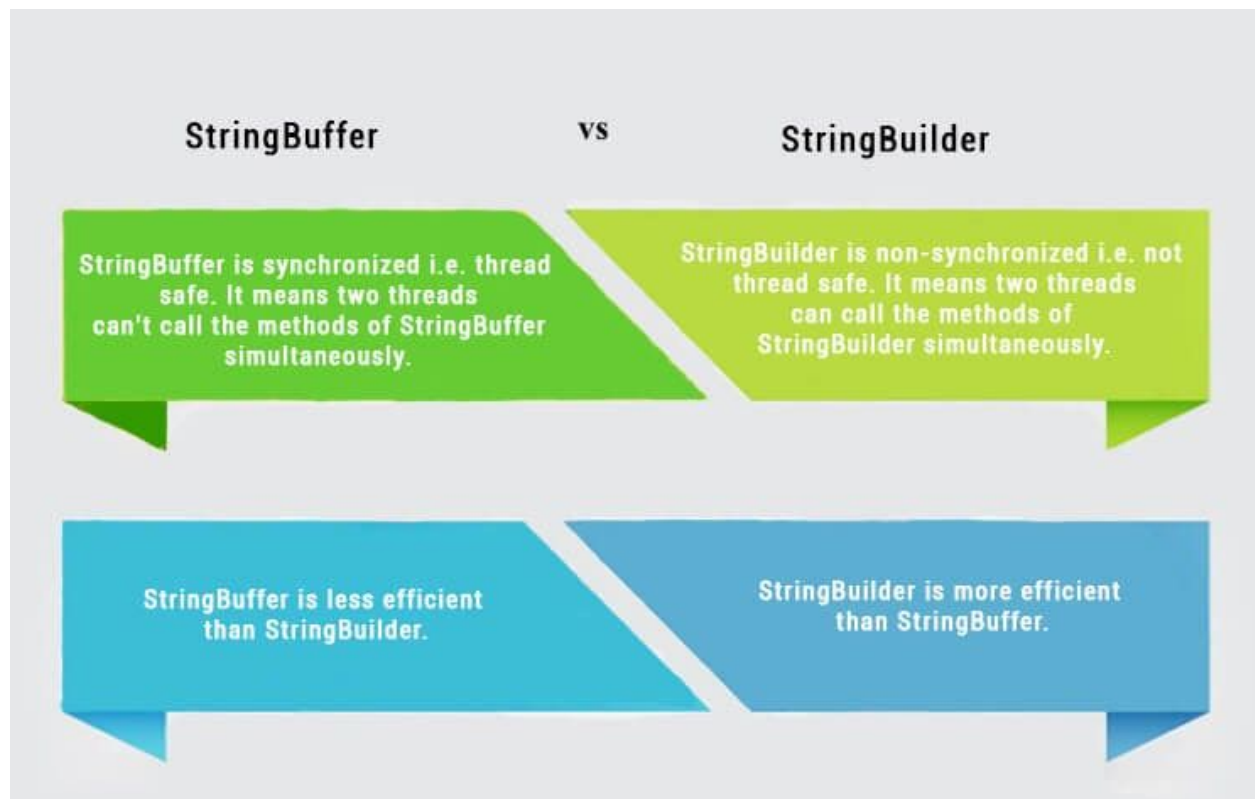 StringBuffer vs StringBuilder
StringBuffer is synchronized i.e. thread
safe. It means two threads
can't call the methods of StringBuffer
simultaneously.
StringBuilder is non-synchronized i.e. not
thread safe. It means two threads
can call the methods of
StringBuilder simultaneously.
StringBuffer is less efficient
than StringBuilder.
StringBuilder is more efficient
than StringBuffer.